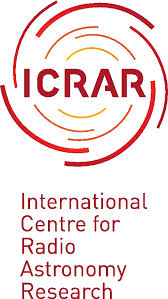 ICRAR
International
Centre for
Radio
Astronomy
Research